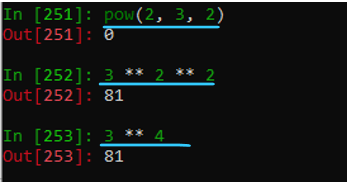 In [251]: pow(2, 3, 2)
Out[251]: 0
In [252]: 3 ** 2 ** 2
Out[252]: 81
In [253]: 3 ** 4
Out[253]: 81